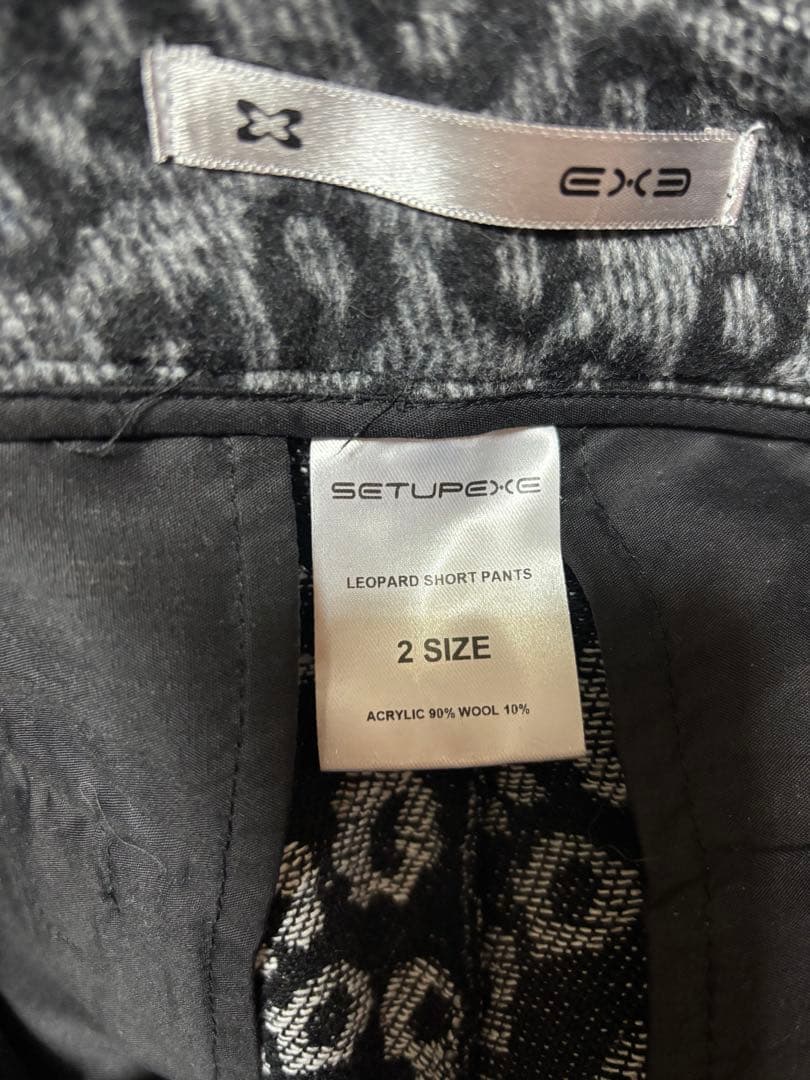 EXE
SETUPEXE
LEOPARD SHORT PANTS
2 SIZE
ACRYLIC 90% WOOL 10%